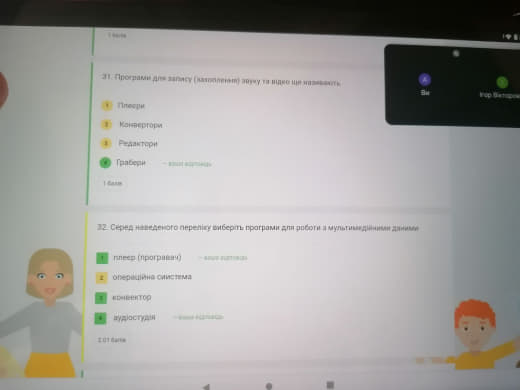 1 балів
31. Програми для запису (захоплення) звуку та відео ще називають
1 Плеєри
2 Конвертори
3 Редактори
4 Грабери – ваша відповідь
1 балів
32. Серед наведеного переліку виберіть програми для роботи з мультимедійними даними
1 плеєр (програвач) – ваша відповідь
2 операційна сиистема
3 конвектор
4 аудіостудія – ваша відповідь
2.01 балів
А
Ви
Ігор Вікторов